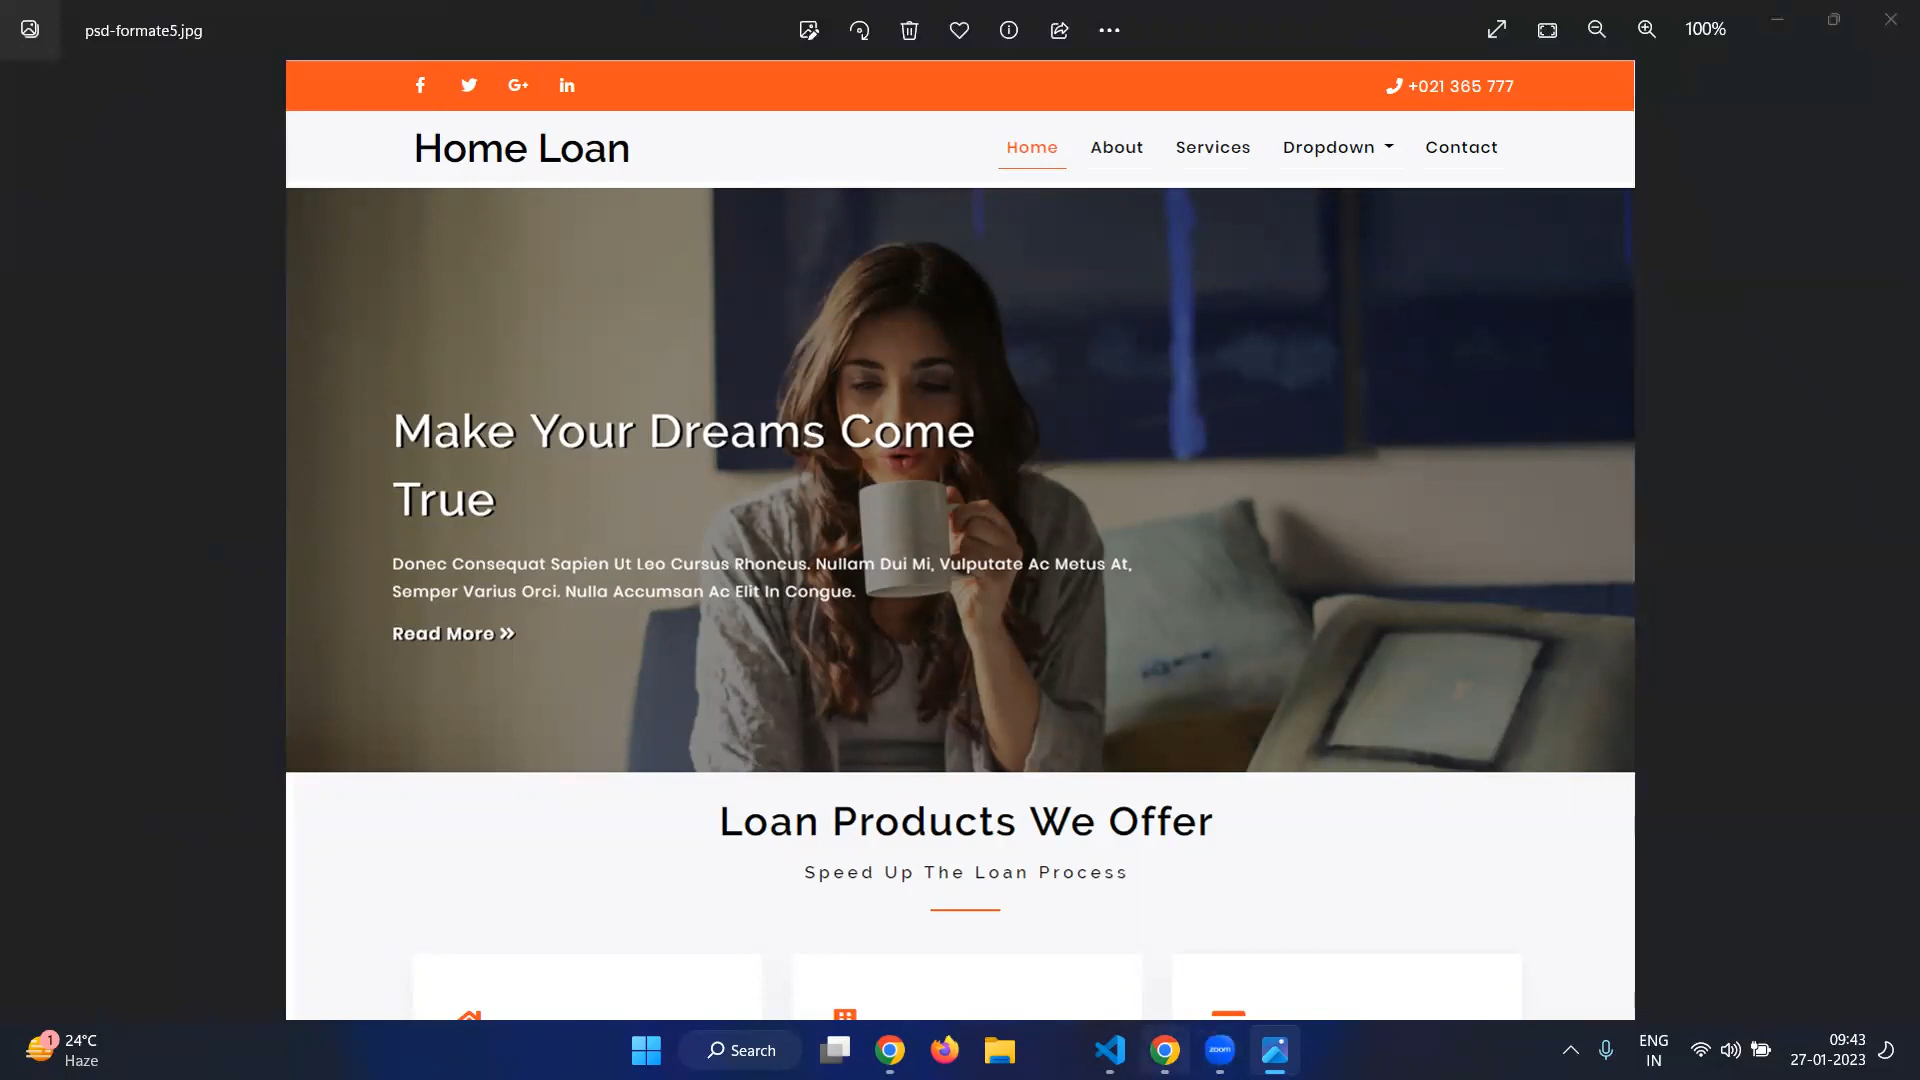 psd-formate5.jpg
100%
+021 365 777
Home Loan
Home About Services Dropdown Contact
Make Your Dreams Come
True
Donec Consequat Sapien Ut Leo Cursus Rhoncus. Nullam Dui Mi, Vulputate Ac Metus At,
Semper Varius Orci. Nulla Accumsan Ac Elit In Congue.
Read More »
Loan Products We Offer
Speed Up The Loan Process
1
24°C
Haze
Search
zoom
ENG
IN
09:43
27-01-2023